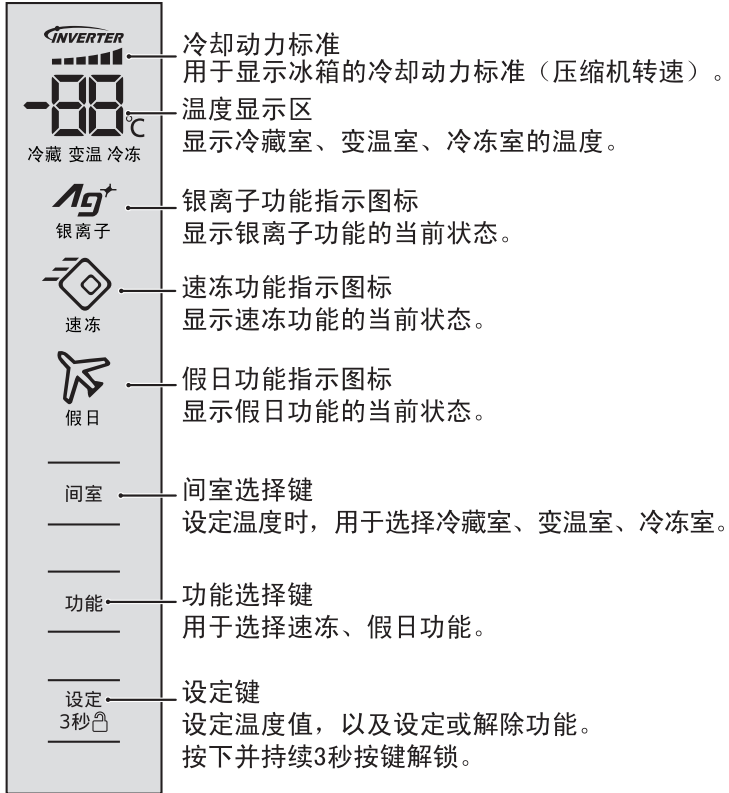 INVERTER
冷却动力标准
用于显示冰箱的冷却动力标准（压缩机转速）。
-88℃
温度显示区
显示冷藏室、变温室、冷冻室的温度。
冷藏 变温 冷冻
Ag+
银离子
银离子功能指示图标
显示银离子功能的当前状态。
速冻
速冻功能指示图标
显示速冻功能的当前状态。
假日
假日功能指示图标
显示假日功能的当前状态。
间室
间室选择键
设定温度时，用于选择冷藏室、变温室、冷冻室。
功能
功能选择键
用于选择速冻、假日功能。
设定
3秒
设定键
设定温度值，以及设定或解除功能。
按下并持续3秒按键解锁。